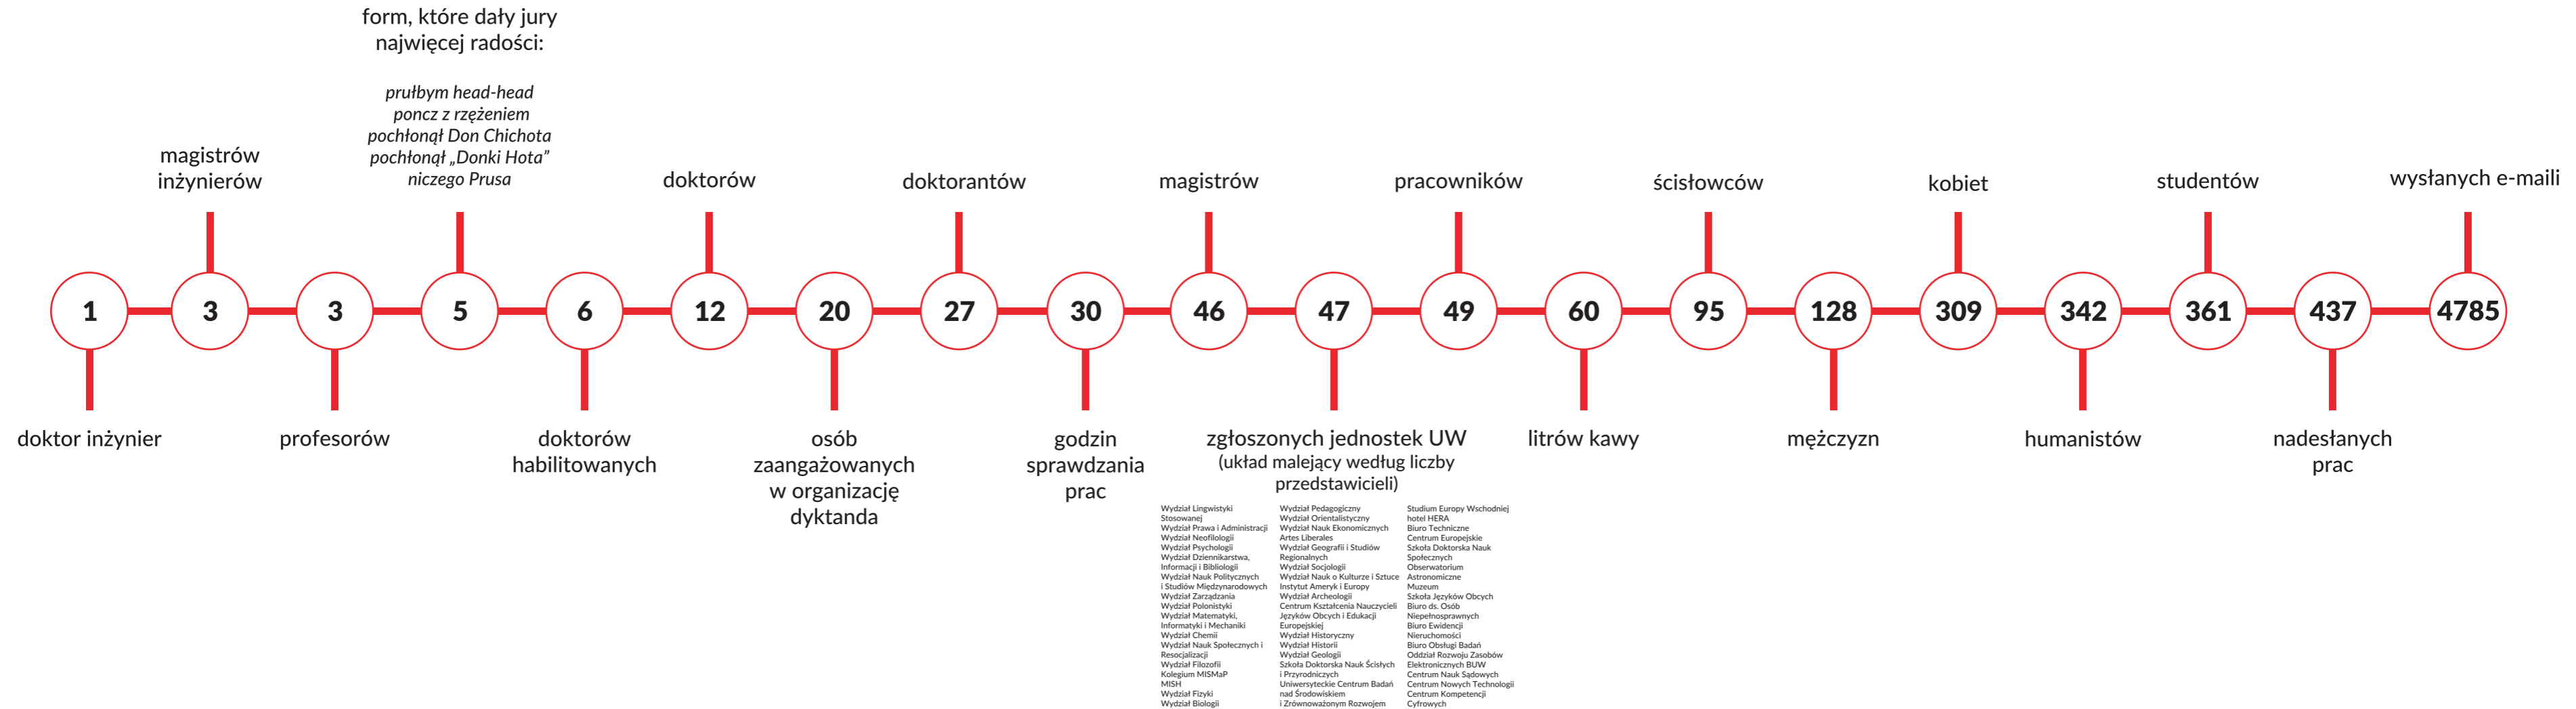 form, które dały jury
najwięcej radości:
prułbym head-head
poncz z rzężeniem
pochłonął Don Chichota
pochłonął „Donki Hota”
niczego Prusa
magistrów
inżynierów
doktorów
doktorantów
magistrów
pracowników
ścisłowców
kobiet
studentów
wysłanych e-maili
1
3
3
5
6
12
20
27
30
46
47
49
60
95
128
309
342
361
437
4785
doktor inżynier
profesorów
doktorów
habilitowanych
osób
zaangażowanych
w organizację
dyktanda
godzin
sprawdzania
prac
zgłoszonych jednostek UW
(układ malejący według liczby
przedstawicieli)
Wydział Lingwistyki
Stosowanej
Wydział Prawa i Administracji
Wydział Neofilologii
Wydział Psychologii
Wydział Dziennikarstwa,
Informacji i Bibliologii
Wydział Nauk Politycznych
i Studiów Międzynarodowych
Wydział Zarządzania
Wydział Polonistyki
Wydział Matematyki,
Informatyki i Mechaniki
Wydział Chemii
Wydział Nauk Społecznych i
Resocjalizacji
Wydział Filozofii
Kolegium MISMaP
MISH
Wydział Fizyki
Wydział Biologii
Wydział Pedagogiczny
Wydział Orientalistyczny
Wydział Nauk Ekonomicznych
Artes Liberales
Wydział Geografii i Studiów
Regionalnych
Wydział Socjologii
Wydział Nauk o Kulturze i Sztuce
Instytut Ameryk i Europy
Wydział Archeologii
Centrum Kształcenia Nauczycieli
Języków Obcych i Edukacji
Europejskiej
Wydział Historyczny
Wydział Historii
Wydział Geologii
Szkoła Doktorska Nauk Ścisłych
i Przyrodniczych
Uniwersyteckie Centrum Badań
nad Środowiskiem
i Zrównoważonym Rozwojem
Studium Europy Wschodniej
hotel HERA
Biuro Techniczne
Centrum Europejskie
Szkoła Doktorska Nauk
Społecznych
Obserwatorium
Astronomiczne
Muzeum
Szkoła Języków Obcych
Biuro ds. Osób
Niepełnosprawnych
Biuro Ewidencji
Nieruchomości
Biuro Obsługi Badań
Oddział Rozwoju Zasobów
Elektronicznych BUW
Centrum Nauk Sądowych
Centrum Nowych Technologii
Centrum Kompetencji
Cyfrowych
litrów kawy
mężczyzn
humanistów
nadesłanych
prac